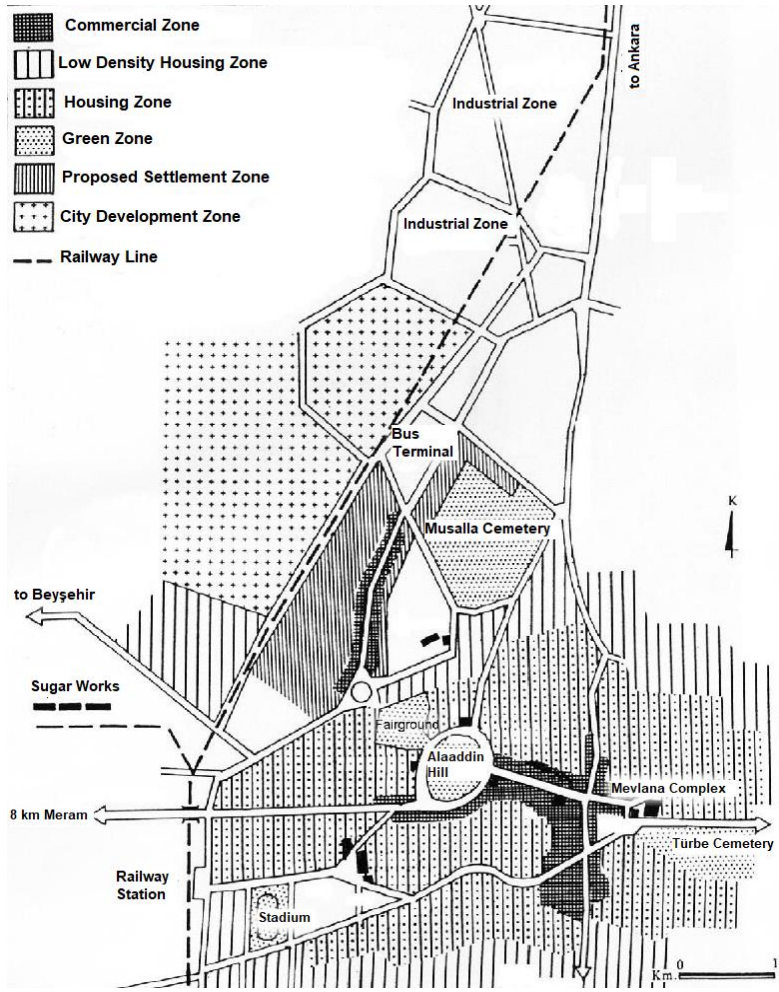 Commercial Zone
Low Density Housing Zone
Housing Zone
Green Zone
Proposed Settlement Zone
City Development Zone
Railway Line
to Ankara
Industrial Zone
Industrial Zone
Bus
Terminal
Musalla Cemetery
K
to Beyşehir
Sugar Works
Fairground
Alaaddin
Hill
Mevlana Complex
8 km Meram
Türbe Cemetery
Railway
Station
Stadium
Km. 0 1